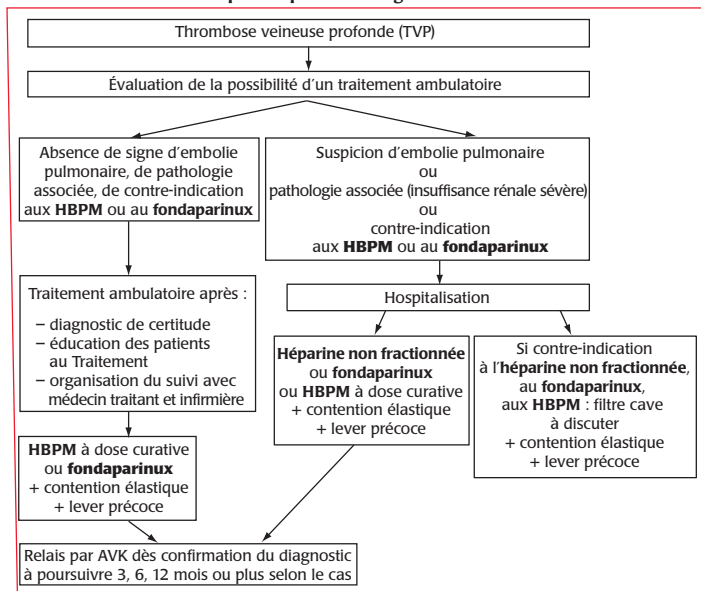 Thrombose veineuse profonde (TVP)
Évaluation de la possibilité d'un traitement ambulatoire
Absence de signe d'embolie
pulmonaire, de pathologie
associée, de contre-indication
aux HBPM ou au fondaparinux
Suspicion d'embolie pulmonaire
ou
pathologie associée (insuffisance rénale sévère)
ou
contre-indication
aux HBPM ou au fondaparinux
Traitement ambulatoire après :
– diagnostic de certitude
– éducation des patients
au Traitement
– organisation du suivi avec
médecin traitant et infirmière
Hospitalisation
Héparine non fractionnée
ou fondaparinux
ou HBPM à dose curative
+ contention élastique
+ lever précoce
Si contre-indication
à l'héparine non fractionnée,
au fondaparinux,
aux HBPM : filtre cave
à discuter
+ contention élastique
+ lever précoce
HBPM à dose curative
ou fondaparinux
+ contention élastique
+ lever précoce
Relais par AVK dès confirmation du diagnostic
à poursuivre 3, 6, 12 mois ou plus selon le cas